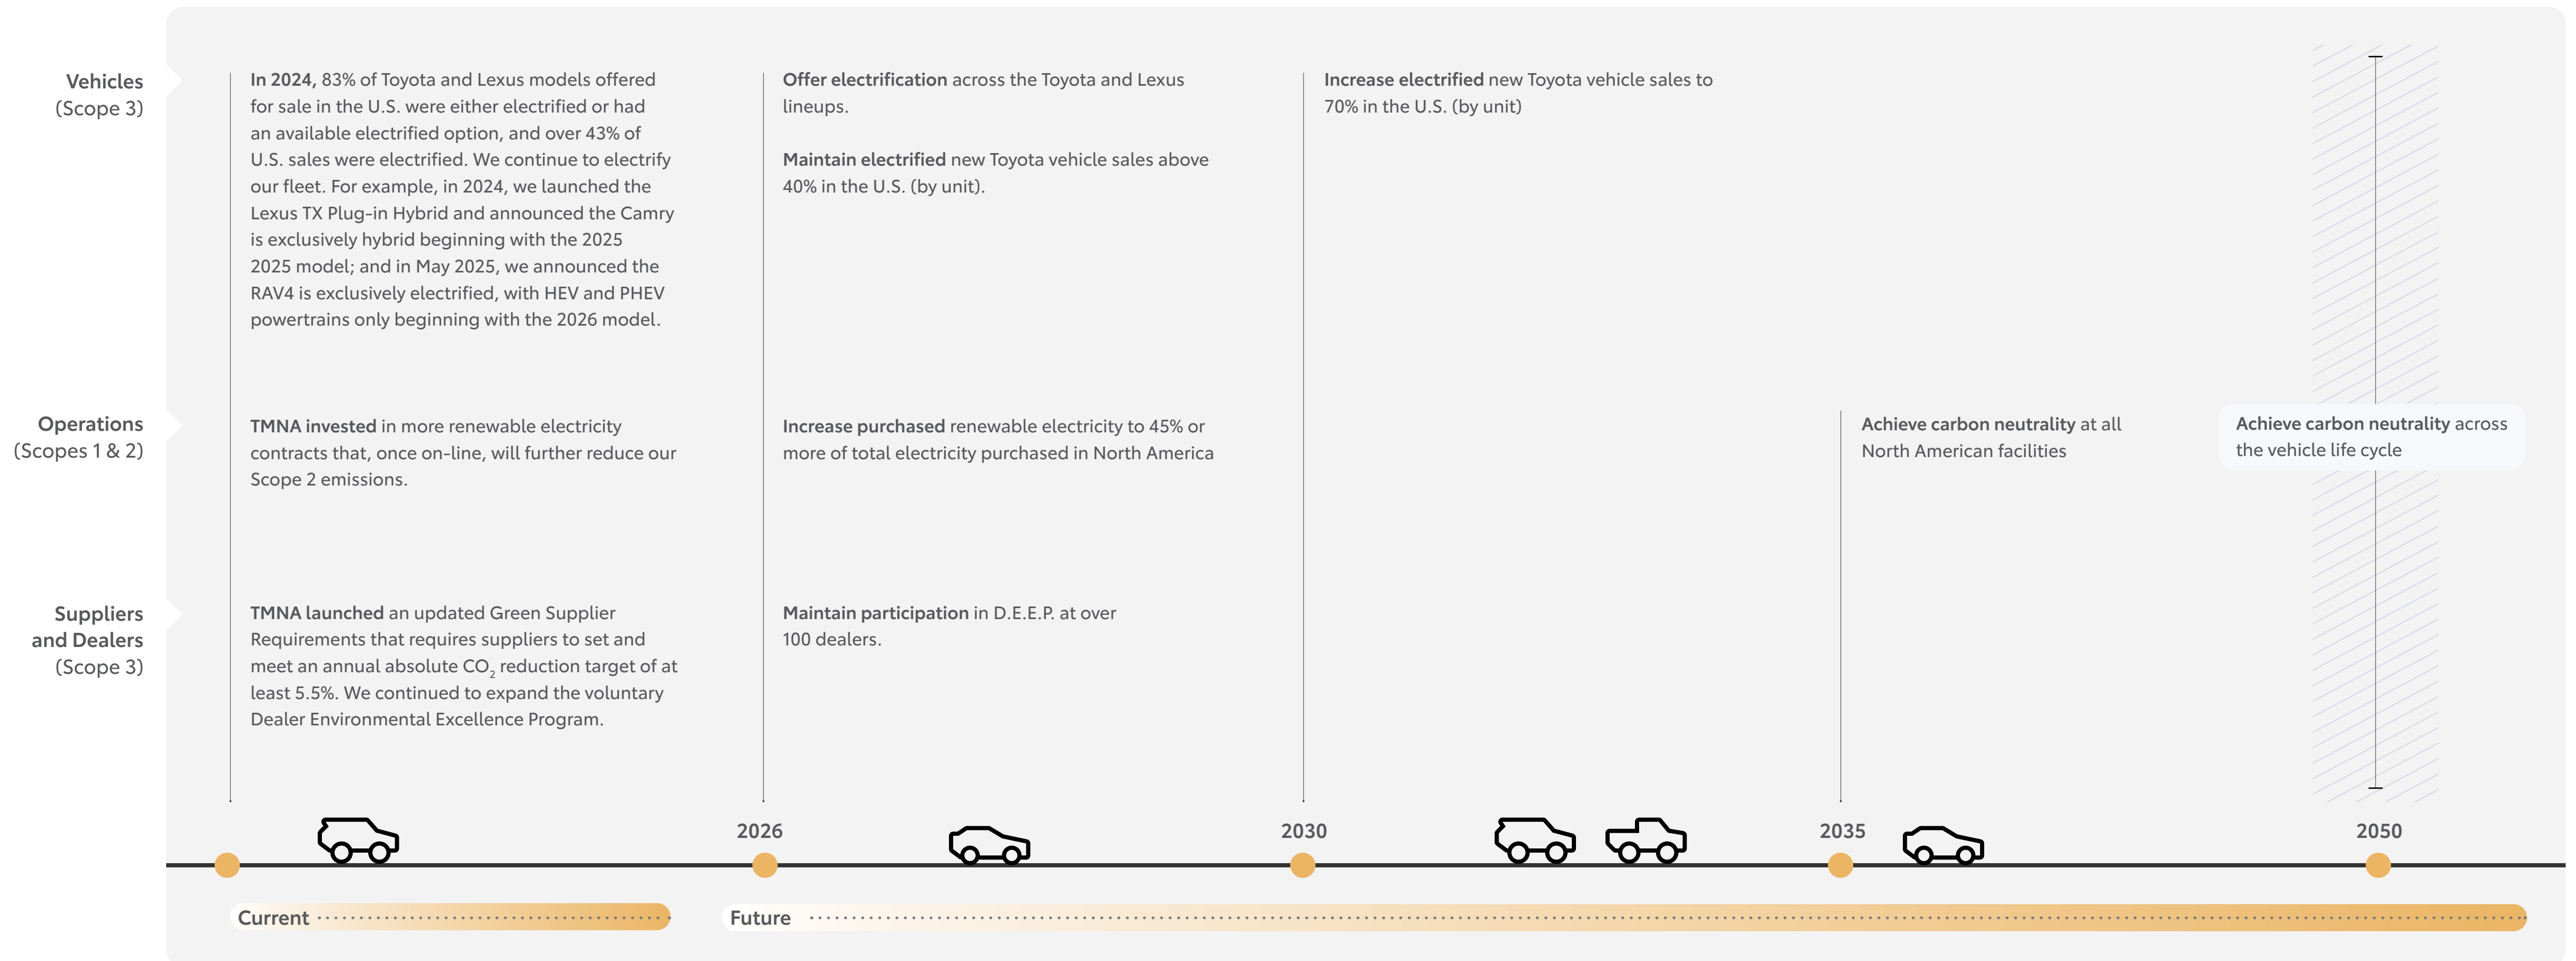 Vehicles
(Scope 3)
In 2024, 83% of Toyota and Lexus models offered
for sale in the U.S. were either electrified or had
an available electrified option, and over 43% of
U.S. sales were electrified. We continue to electrify
our fleet. For example, in 2024, we launched the
Lexus TX Plug-in Hybrid and announced the Camry
is exclusively hybrid beginning with the 2025
2025 model; and in May 2025, we announced the
RAV4 is exclusively electrified, with HEV and PHEV
powertrains only beginning with the 2026 model.
Offer electrification across the Toyota and Lexus
lineups.
Maintain electrified new Toyota vehicle sales above
40% in the U.S. (by unit).
Increase electrified new Toyota vehicle sales to
70% in the U.S. (by unit)
Operations
(Scopes 1 & 2)
TMNA invested in more renewable electricity
contracts that, once on-line, will further reduce our
Scope 2 emissions.
Increase purchased renewable electricity to 45% or
more of total electricity purchased in North America
Achieve carbon neutrality at all
North American facilities
Achieve carbon neutrality across
the vehicle life cycle
Suppliers
and Dealers
(Scope 3)
TMNA launched an updated Green Supplier
Requirements that requires suppliers to set and
meet an annual absolute CO₂ reduction target of at
least 5.5%. We continued to expand the voluntary
Dealer Environmental Excellence Program.
Maintain participation in D.E.E.P. at over
100 dealers.
2026
2030
2035
2050
Current
Future